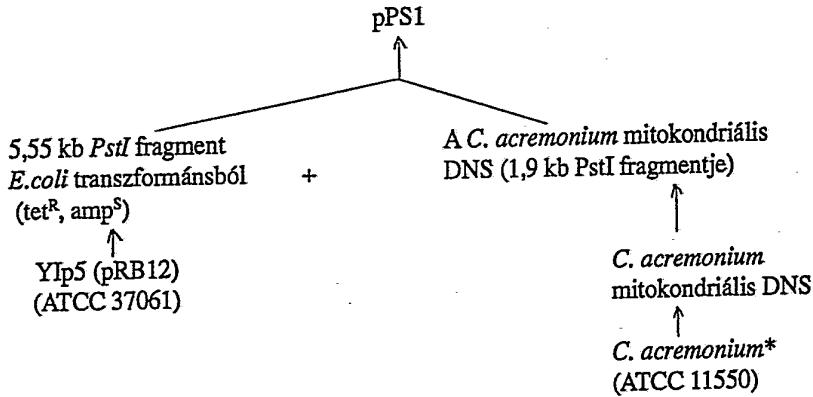 pPS1
5,55 kb PstI fragment
E.coli transzformánsból
(tetR, ampS)
+
A C. acremonium mitokondriális
DNS (1,9 kb PstI fragmentje)
YIp5 (pRB12)
(ATCC 37061)
C. acremonium
mitokondriális DNS
C. acremonium*
(ATCC 11550)